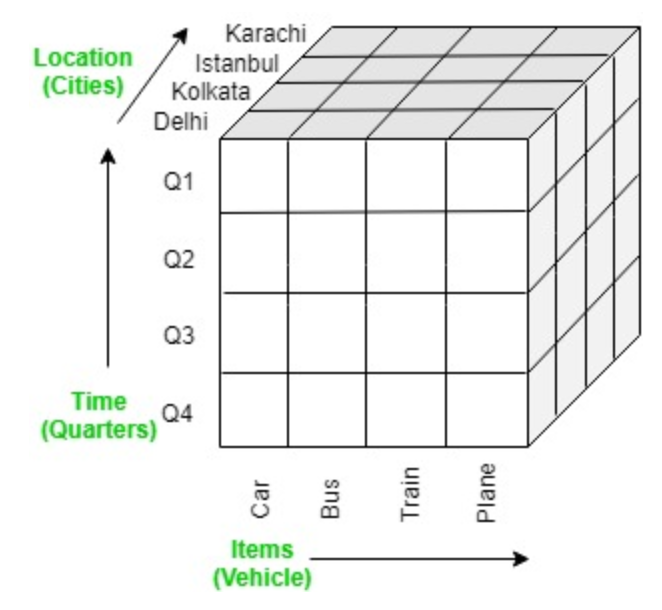 Karachi
Location
(Cities)
Istanbul
Kolkata
Delhi
Q1
Q2
Q3
Time
(Quarters)
Q4
Car
Bus
Train
Plane
Items
(Vehicle)